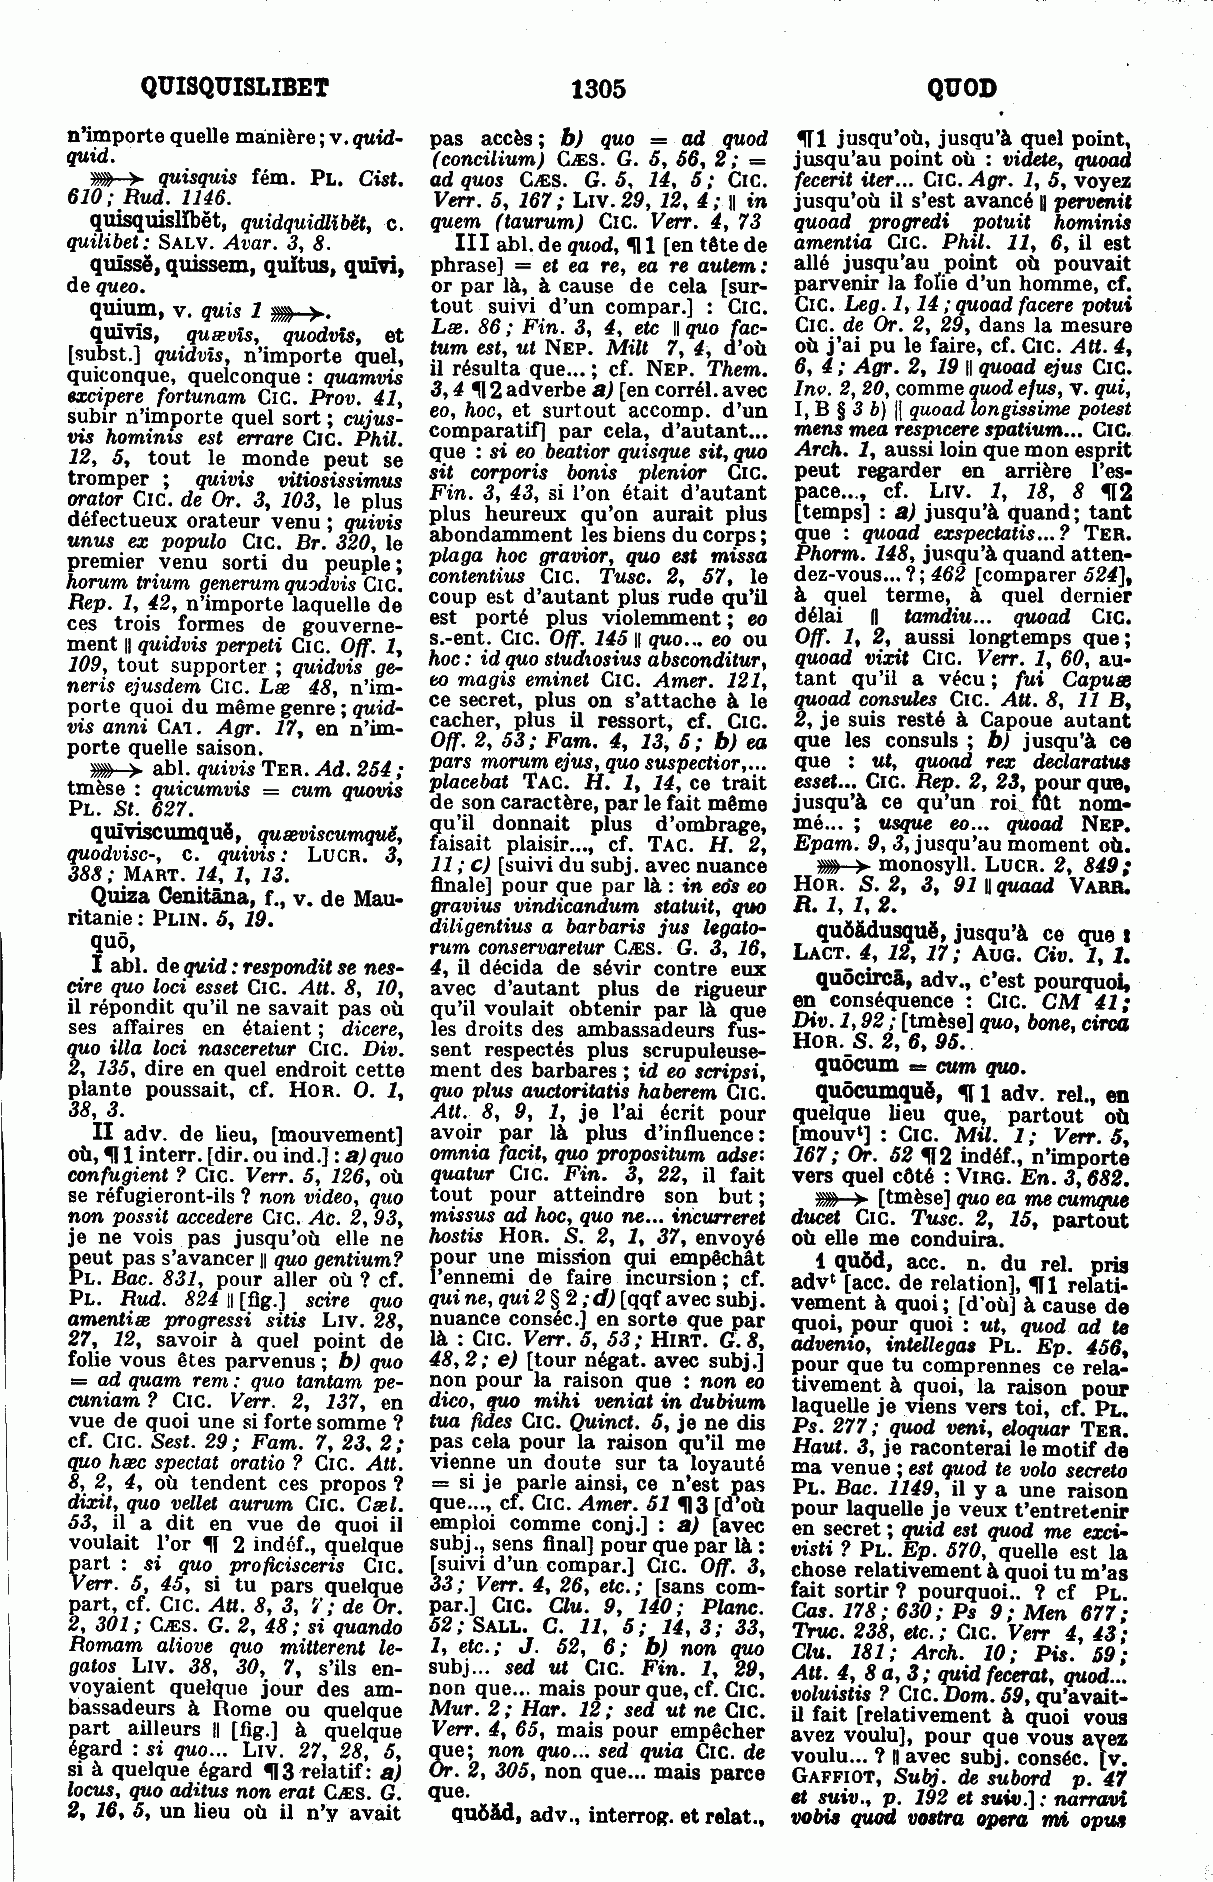 QUISQUISLIBET 1305 QUOD
n'importe quelle manière; v. quid-
quid.
⟫→ quisquis fém. PL. Cist.
610; Rud. 1146.
quisquislĭbĕt, quidquidlĭbĕt, c.
quilibet: SALV. Avar. 3, 8.
quīssĕ, quissem, quĭtus, quīvi,
de queo.
quium, v. quis 1 ⟫→.
quīvīs, quævīs, quodvīs, et
[subst.] quidvīs, n'importe quel,
quiconque, quelconque : quamvis
excipere fortunam CIC. Prov. 41,
subir n'importe quel sort; cujus-
vis hominis est errare CIC. Phil.
12, 5, tout le monde peut se
tromper ; quivis vitiosissimus
orator CIC. de Or. 3, 103, le plus
défectueux orateur venu; quivis
unus ex populo CIC. Br. 320, le
premier venu sorti du peuple;
horum trium generum quodvis CIC.
Rep. 1, 42, n'importe laquelle de
ces trois formes de gouverne-
ment || quidvis perpeti CIC. Off. 1,
109, tout supporter ; quidvis ge-
neris ejusdem CIC. Læ 48, n'im-
porte quoi du même genre; quid-
vis anni CAT. Agr. 17, en n'im-
porte quelle saison.
⟫→ abl. quivis TER. Ad. 254;
tmèse : quicumvis = cum quovis
PL. St. 627.
quīviscumquĕ, quæviscumquĕ,
quodvisc-, c. quivis: LUCR. 3,
388; MART. 14, 1, 13.
Quiza Cenitāna, f., v. de Mau-
ritanie: PLIN. 5, 19.
quō,
I abl. de quid: respondit se nes-
cire quo loci esset CIC. Att. 8, 10,
il répondit qu'il ne savait pas où
ses affaires en étaient; dicere,
quo illa loci nasceretur CIC. Div.
2, 135, dire en quel endroit cette
plante poussait, cf. HOR. O. 1,
38, 3.
II adv. de lieu, [mouvement]
où, ¶ 1 interr. [dir. ou ind.]: a) quo
confugient ? CIC. Verr. 5, 126, où
se réfugieront-ils ? non video, quo
non possit accedere CIC. Ac. 2, 93,
je ne vois pas jusqu'où elle ne
peut pas s'avancer || quo gentium?
PL. Bac. 831, pour aller où ? cf.
PL. Rud. 824 || [fig.] scire quo
amentiæ progressi sitis LIV. 28,
27, 12, savoir à quel point de
folie vous êtes parvenus; b) quo
= ad quam rem: quo tantam pe-
cuniam ? CIC. Verr. 2, 137, en
vue de quoi une si forte somme ?
cf. CIC. Sest. 29; Fam. 7, 23, 2;
quo hæc spectat oratio ? CIC. Att.
8, 2, 4, où tendent ces propos ?
dixit, quo vellet aurum CIC. Cæl.
53, il a dit en vue de quoi il
voulait l'or ¶ 2 indéf., quelque
part : si quo proficisceris CIC.
Verr. 5, 45, si tu pars quelque
part, cf. CIC. Att. 8, 3, 7; de Or.
2, 301; CÆS. G. 2, 48; si quando
Romam aliove quo mitterent le-
gatos LIV. 38, 30, 7, s'ils en-
voyaient quelque jour des am-
bassadeurs à Rome ou quelque
part ailleurs || [fig.] à quelque
égard : si quo... LIV. 27, 28, 5,
si à quelque égard ¶ 3 relatif: a)
locus, quo aditus non erat CÆS. G.
2, 16, 5, un lieu où il n'y avait
pas accès; b) quo = ad quod
(concilium) CÆS. G. 5, 56, 2; =
ad quos CÆS. G. 5, 14, 5; CIC.
Verr. 5, 167; LIV. 29, 12, 4; || in
quem (taurum) CIC. Verr. 4, 73
III abl. de quod, ¶ 1 [en tête de
phrase] = et ea re, ea re autem:
or par là, à cause de cela [sur-
tout suivi d'un compar.] : CIC.
Læ. 86; Fin. 3, 4, etc || quo fac-
tum est, ut NEP. Milt 7, 4, d'où
il résulta que...; cf. NEP. Them.
3, 4 ¶ 2 adverbe a) [en corrél. avec
eo, hoc, et surtout accomp. d'un
comparatif] par cela, d'autant...
que : si eo beatior quisque sit, quo
sit corporis bonis plenior CIC.
Fin. 3, 43, si l'on était d'autant
plus heureux qu'on aurait plus
abondamment les biens du corps;
plaga hoc gravior, quo est missa
contentius CIC. Tusc. 2, 57, le
coup est d'autant plus rude qu'il
est porté plus violemment; eo
s.-ent. CIC. Off. 145 || quo... eo ou
hoc: id quo studiosius absconditur,
eo magis eminet CIC. Amer. 121,
ce secret, plus on s'attache à le
cacher, plus il ressort, cf. CIC.
Off. 2, 53; Fam. 4, 13, 5; b) ea
pars morum ejus, quo suspectior,...
placebat TAC. H. 1, 14, ce trait
de son caractère, par le fait même
qu'il donnait plus d'ombrage,
faisait plaisir..., cf. TAC. H. 2,
11; c) [suivi du subj. avec nuance
finale] pour que par là : in eos eo
gravius vindicandum statuit, quo
diligentius a barbaris jus legato-
rum conservaretur CÆS. G. 3, 16,
4, il décida de sévir contre eux
avec d'autant plus de rigueur
qu'il voulait obtenir par là que
les droits des ambassadeurs fus-
sent respectés plus scrupuleuse-
ment des barbares; id eo scripsi,
quo plus auctoritatis haberem CIC.
Att. 8, 9, 1, je l'ai écrit pour
avoir par là plus d'influence:
omnia facit, quo propositum adse:
quatur CIC. Fin. 3, 22, il fait
tout pour atteindre son but;
missus ad hoc, quo ne... incurreret
hostis HOR. S. 2, 1, 37, envoyé
pour une mission qui empêchât
l'ennemi de faire incursion; cf.
qui ne, qui 2 § 2; d) [qqf avec subj.
nuance conséc.] en sorte que par
là : CIC. Verr. 5, 53; HIRT. G. 8,
48, 2; e) [tour négat. avec subj.]
non pour la raison que : non eo
dico, quo mihi veniat in dubium
tua fides CIC. Quinct. 5, je ne dis
pas cela pour la raison qu'il me
vienne un doute sur ta loyauté
= si je parle ainsi, ce n'est pas
que..., cf. CIC. Amer. 51 ¶ 3 [d'où
emploi comme conj.] : a) [avec
subj., sens final] pour que par là :
[suivi d'un compar.] CIC. Off. 3,
33; Verr. 4, 26, etc.; [sans com-
par.] CIC. Clu. 9, 140; Planc.
52; SALL. C. 11, 5; 14, 3; 33,
1, etc.; J. 52, 6; b) non quo
subj... sed ut CIC. Fin. 1, 29,
non que... mais pour que, cf. CIC.
Mur. 2; Har. 12; sed ut ne CIC.
Verr. 4, 65, mais pour empêcher
que; non quo... sed quia CIC. de
Or. 2, 305, non que... mais parce
que.
quŏăd, adv., interrog. et relat.,
¶ 1 jusqu'où, jusqu'à quel point,
jusqu'au point où : videte, quoad
fecerit iter... CIC. Agr. 1, 5, voyez
jusqu'où il s'est avancé || pervenit
quoad progredi potuit hominis
amentia CIC. Phil. 11, 6, il est
allé jusqu'au point où pouvait
parvenir la folie d'un homme, cf.
CIC. Leg. 1, 14; quoad facere potui
CIC. de Or. 2, 29, dans la mesure
où j'ai pu le faire, cf. CIC. Att. 4,
6, 4; Agr. 2, 19 || quoad ejus CIC.
Inv. 2, 20, comme quod ejus, v. qui,
I, B § 3 b) || quoad longissime potest
mens mea respicere spatium... CIC.
Arch. 1, aussi loin que mon esprit
peut regarder en arrière l'es-
pace..., cf. LIV. 1, 18, 8 ¶ 2
[temps] : a) jusqu'à quand; tant
que : quoad exspectatis...? TER.
Phorm. 148, jusqu'à quand atten-
dez-vous...?; 462 [comparer 524],
à quel terme, à quel dernier
délai || tamdiu... quoad CIC.
Off. 1, 2, aussi longtemps que;
quoad vixit CIC. Verr. 1, 60, au-
tant qu'il a vécu; fui Capuæ
quoad consules CIC. Att. 8, 11 B,
2, je suis resté à Capoue autant
que les consuls ; b) jusqu'à ce
que : ut, quoad rex declaratus
esset... CIC. Rep. 2, 23, pour que,
jusqu'à ce qu'un roi fût nom-
mé... ; usque eo... quoad NEP.
Epam. 9, 3, jusqu'au moment où.
⟫→ monosyll. LUCR. 2, 849;
HOR. S. 2, 3, 91 || quaad VARR.
R. 1, 1, 2.
quŏădusquĕ, jusqu'à ce que :
LACT. 4, 12, 17; AUG. Civ. 1, 1.
quōcircā, adv., c'est pourquoi,
en conséquence : CIC. CM 41;
Div. 1, 92; [tmèse] quo, bone, circa
HOR. S. 2, 6, 95.
quōcum = cum quo.
quōcumquĕ, ¶ 1 adv. rel., en
quelque lieu que, partout où
[mouvt] : CIC. Mil. 1; Verr. 5,
167; Or. 52 ¶ 2 indéf., n'importe
vers quel côté : VIRG. En. 3, 682.
⟫→ [tmèse] quo ea me cumque
ducet CIC. Tusc. 2, 15, partout
où elle me conduira.
1 quŏd, acc. n. du rel. pris
advt [acc. de relation], ¶ 1 relati-
vement à quoi; [d'où] à cause de
quoi, pour quoi : ut, quod ad te
advenio, intellegas PL. Ep. 456,
pour que tu comprennes ce rela-
tivement à quoi, la raison pour
laquelle je viens vers toi, cf. PL.
Ps. 277; quod veni, eloquar TER.
Haut. 3, je raconterai le motif de
ma venue; est quod te volo secreto
PL. Bac. 1149, il y a une raison
pour laquelle je veux t'entretenir
en secret; quid est quod me exci-
visti ? PL. Ep. 570, quelle est la
chose relativement à quoi tu m'as
fait sortir ? pourquoi.. ? cf PL.
Cas. 178; 630; Ps 9; Men 677;
Truc. 238, etc.; CIC. Verr 4, 43;
Clu. 181; Arch. 10; Pis. 59;
Att. 4, 8 a, 3; quid fecerat, quod...
voluistis ? CIC. Dom. 59, qu'avait-
il fait [relativement à quoi vous
avez voulu], pour que vous ayez
voulu... ? || avec subj. conséc. [v.
GAFFIOT, Subj. de subord p. 47
et suiv., p. 192 et suiv.] : narravi
vobis quod vostra opera mi opus